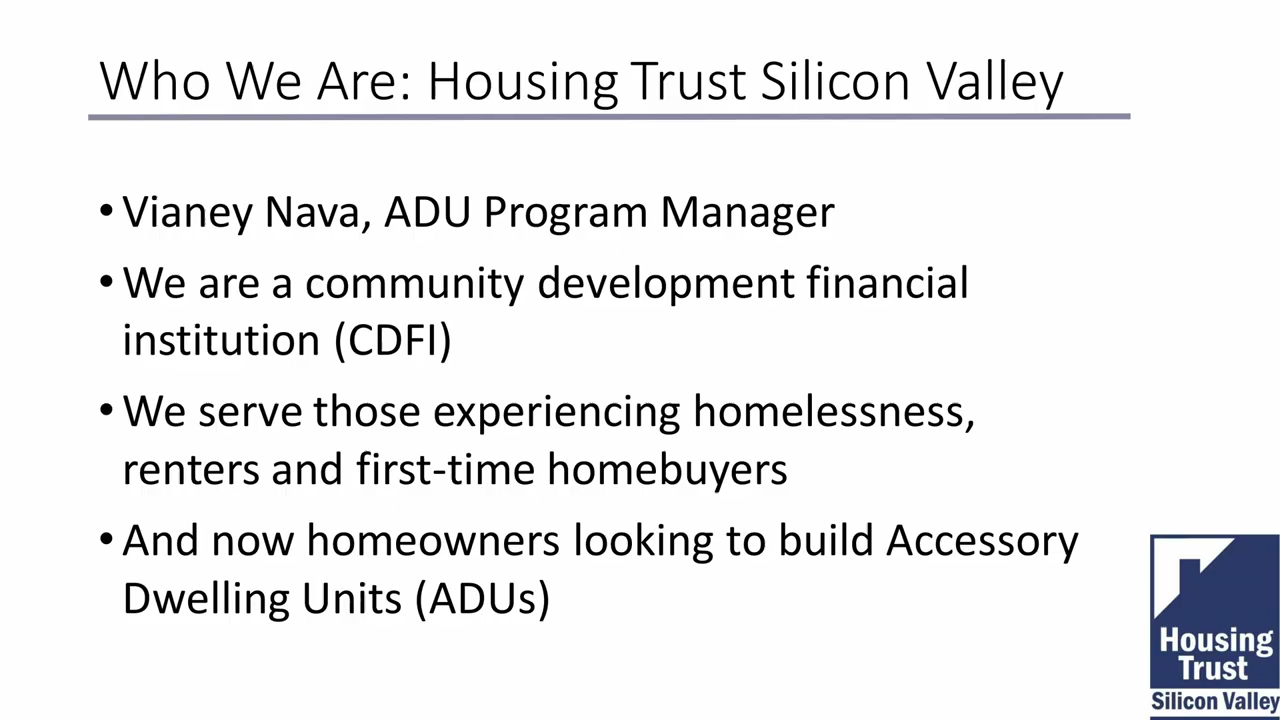 Who We Are: Housing Trust Silicon Valley
• Vianey Nava, ADU Program Manager
• We are a community development financial
institution (CDFI)
• We serve those experiencing homelessness,
renters and first-time homebuyers
• And now homeowners looking to build Accessory
Dwelling Units (ADUs)
Housing
Trust
Silicon Valley